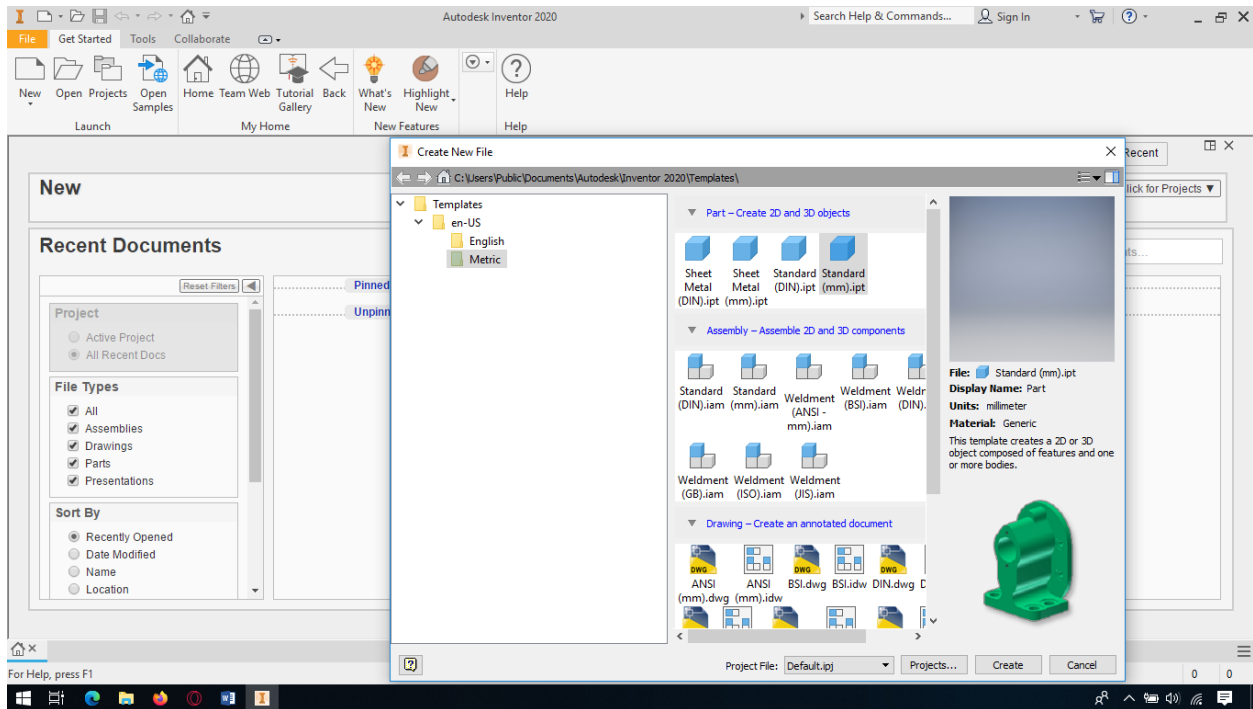 Autodesk Inventor 2020
Search Help & Commands...
Sign In
File
Get Started
Tools
Collaborate
New
Open
Projects
Open Samples
Home
Team Web
Tutorial Gallery
Back
What's New
Highlight New
Help
Launch
My Home
New Features
Help
Create New File
Recent
C:\Users\Public\Documents\Autodesk\Inventor 2020\Templates\
New
Recent Documents
Reset Filters
Project
Active Project
All Recent Docs
File Types
All
Assemblies
Drawings
Parts
Presentations
Sort By
Recently Opened
Date Modified
Name
Location
Pinned
Templates
en-US
English
Metric
Part – Create 2D and 3D objects
Sheet Metal (DIN).ipt
Sheet Metal (mm).ipt
Standard (DIN).ipt
Standard (mm).ipt
Assembly – Assemble 2D and 3D components
Standard (DIN).iam
Standard (mm).iam
Weldment (ANSI - mm).iam
Weldment (BSI).iam
(DIN).
Weldment (GB).iam
Weldment (ISO).iam
Weldment (JIS).iam
Drawing – Create an annotated document
DWG
DWG
DWG
ANSI (mm).dwg
ANSI (mm).idw
BSI.dwg
BSI.idw
DIN.dwg
File: Standard (mm).ipt
Display Name: Part
Units: millimeter
Material: Generic
This template creates a 2D or 3D
object composed of features and one
or more bodies.
lick for Projects
Project File:
Default.ipj
Projects...
Create
Cancel
For Help, press F1
0
0